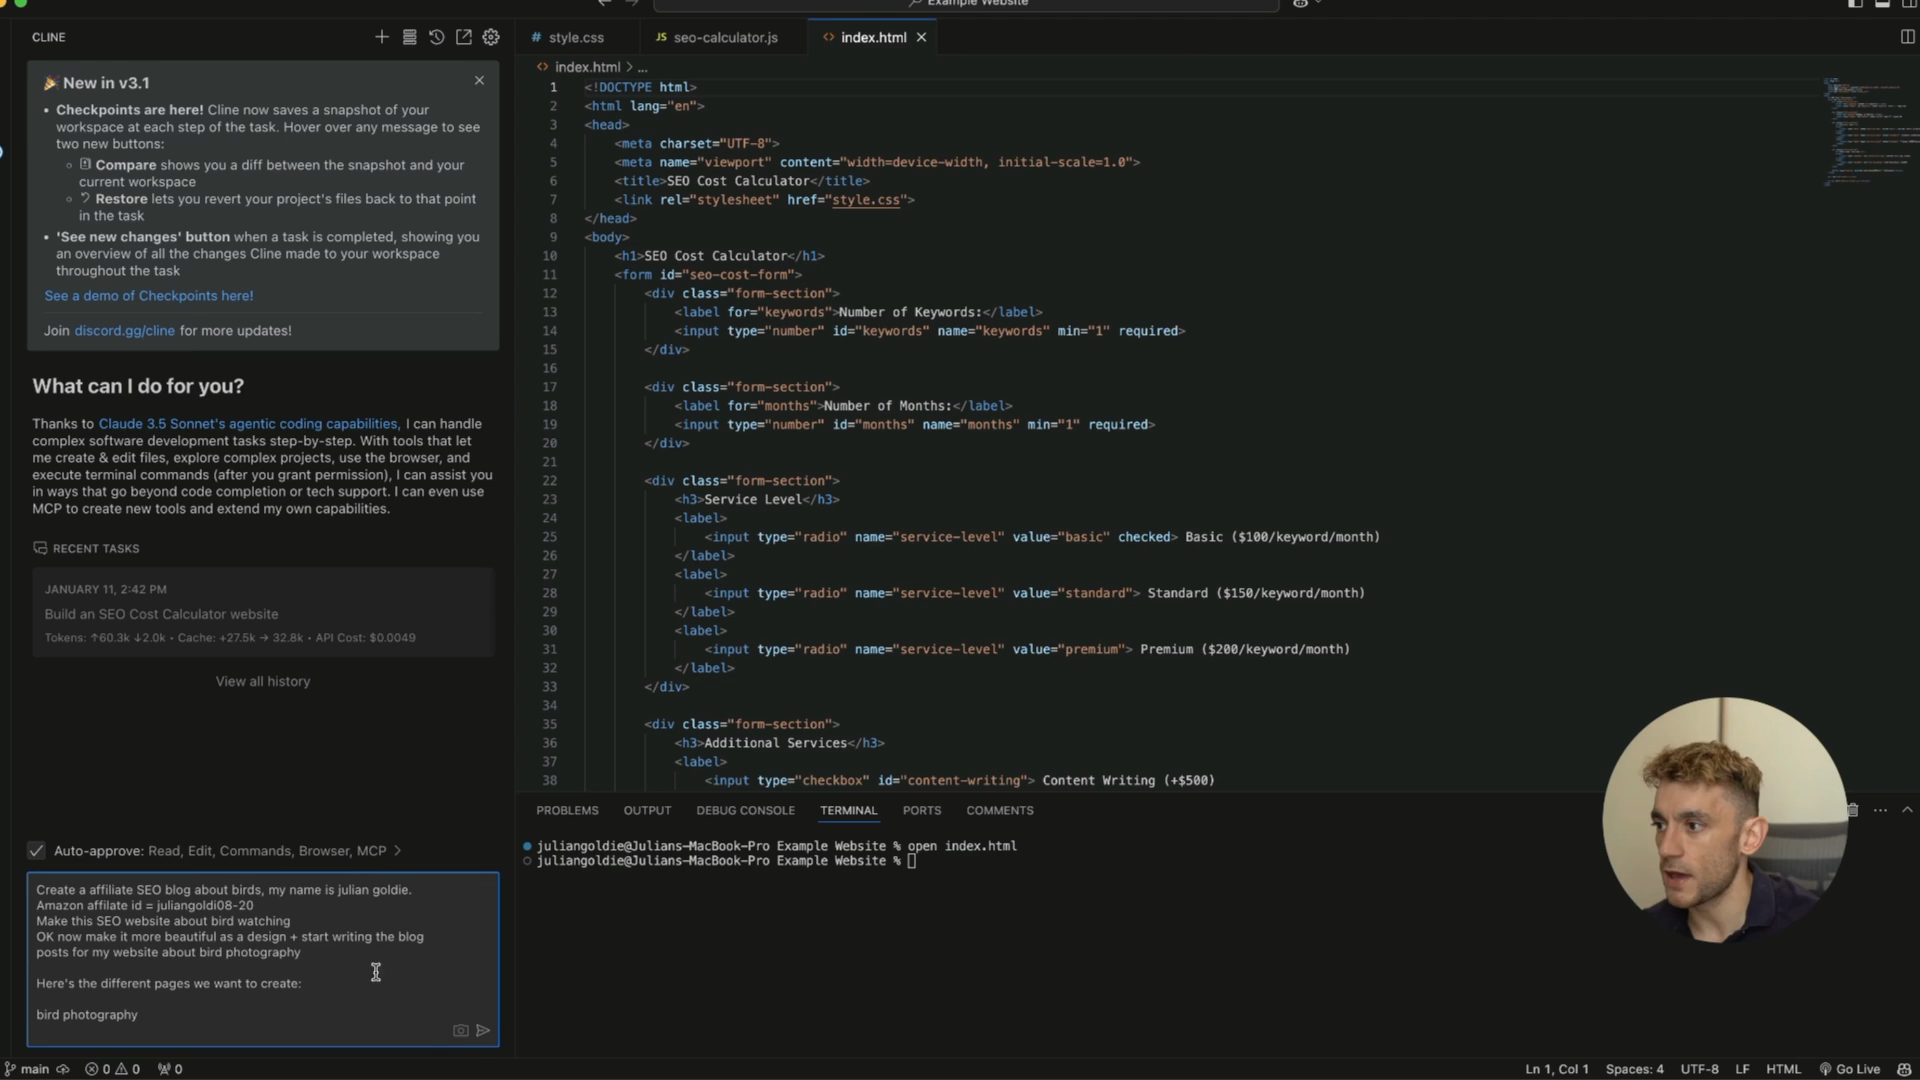 Example Website
CLINE
New in v3.1
• Checkpoints are here! Cline now saves a snapshot of your
workspace at each step of the task. Hover over any message to see
two new buttons:
Compare shows you a diff between the snapshot and your
current workspace
Restore lets you revert your project's files back to that point
in the task
• 'See new changes' button when a task is completed, showing you
an overview of all the changes Cline made to your workspace
throughout the task
See a demo of Checkpoints here!
Join discord.gg/cline for more updates!
What can I do for you?
Thanks to Claude 3.5 Sonnet's agentic coding capabilities, I can handle
complex software development tasks step-by-step. With tools that let
me create & edit files, explore complex projects, use the browser, and
execute terminal commands (after you grant permission), I can assist you
in ways that go beyond code completion or tech support. I can even use
MCP to create new tools and extend my own capabilities.
RECENT TASKS
JANUARY 11, 2:42 PM
Build an SEO Cost Calculator website
Tokens: ↑60.3k ↓2.0k • Cache: +27.5k → 32.8k • API Cost: $0.0049
View all history
Auto-approve: Read, Edit, Commands, Browser, MCP >
Create a affiliate SEO blog about birds, my name is julian goldie.
Amazon affilate id = juliangoldi08-20
Make this SEO website about bird watching
OK now make it more beautiful as a design + start writing the blog
posts for my website about bird photography
Here's the different pages we want to create:
bird photography
# style.css
JS seo-calculator.js
<> index.html
<> index.html > ...
1 <!DOCTYPE html>
2 <html lang="en">
3 <head>
4 <meta charset="UTF-8">
5 <meta name="viewport" content="width=device-width, initial-scale=1.0">
6 <title>SEO Cost Calculator</title>
7 <link rel="stylesheet" href="style.css">
8 </head>
9 <body>
10 <h1>SEO Cost Calculator</h1>
11 <form id="seo-cost-form">
12 <div class="form-section">
13 <label for="keywords">Number of Keywords:</label>
14 <input type="number" id="keywords" name="keywords" min="1" required>
15 </div>
16
17 <div class="form-section">
18 <label for="months">Number of Months:</label>
19 <input type="number" id="months" name="months" min="1" required>
20 </div>
21
22 <div class="form-section">
23 <h3>Service Level</h3>
24 <label>
25 <input type="radio" name="service-level" value="basic" checked> Basic ($100/keyword/month)
26 </label>
27 <label>
28 <input type="radio" name="service-level" value="standard"> Standard ($150/keyword/month)
29 </label>
30 <label>
31 <input type="radio" name="service-level" value="premium"> Premium ($200/keyword/month)
32 </label>
33 </div>
34
35 <div class="form-section">
36 <h3>Additional Services</h3>
37 <label>
38 <input type="checkbox" id="content-writing"> Content Writing (+$500)
PROBLEMS OUTPUT DEBUG CONSOLE TERMINAL PORTS COMMENTS
juliangoldie@Julians-MacBook-Pro Example Website % open index.html
juliangoldie@Julians-MacBook-Pro Example Website %
main 0 0 0
Ln 1, Col 1 Spaces: 4 UTF-8 LF HTML Go Live